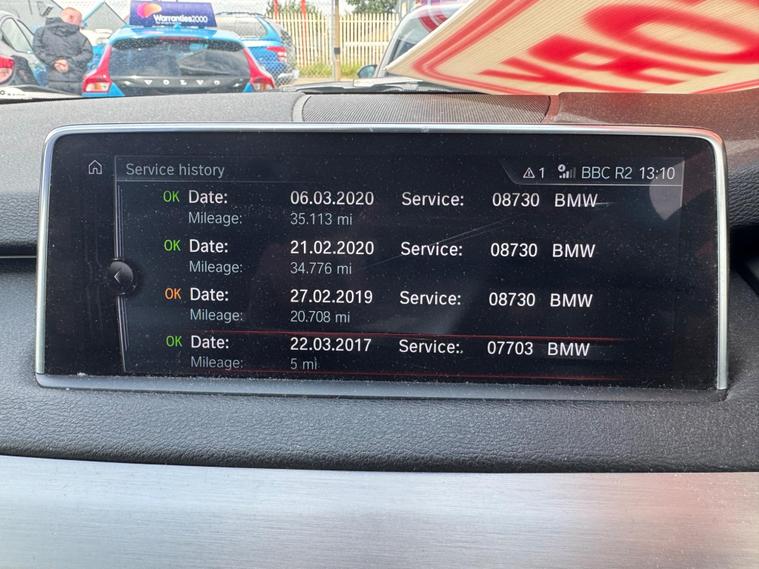 Warranties2000
VOLVO
Service history
1 BBC R2 13:10
OK Date: 06.03.2020 Service: 08730 BMW
Mileage: 35.113 mi
OK Date: 21.02.2020 Service: 08730 BMW
Mileage: 34.776 mi
OK Date: 27.02.2019 Service: 08730 BMW
Mileage: 20.708 mi
OK Date: 22.03.2017 Service: 07703 BMW
Mileage: 5 mi